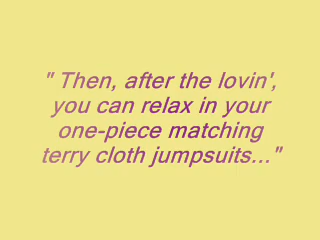 " Then, after the lovin',
you can relax in your
one-piece matching
terry cloth jumpsuits..."